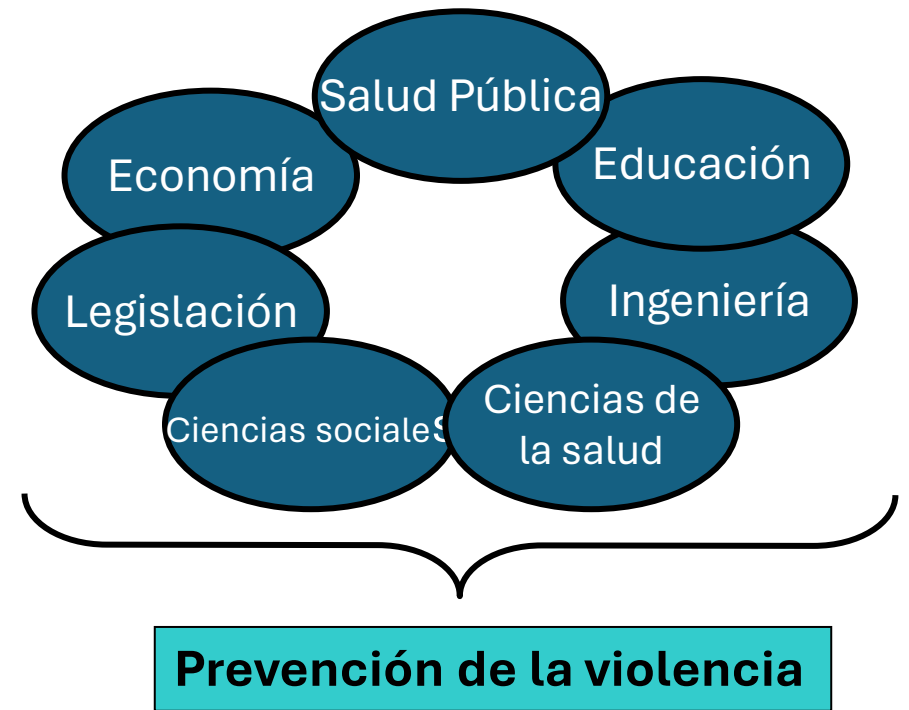 Salud Pública
Economía
Educación
Legislación
Ingeniería
Ciencias sociales
Ciencias de
la salud
Prevención de la violencia